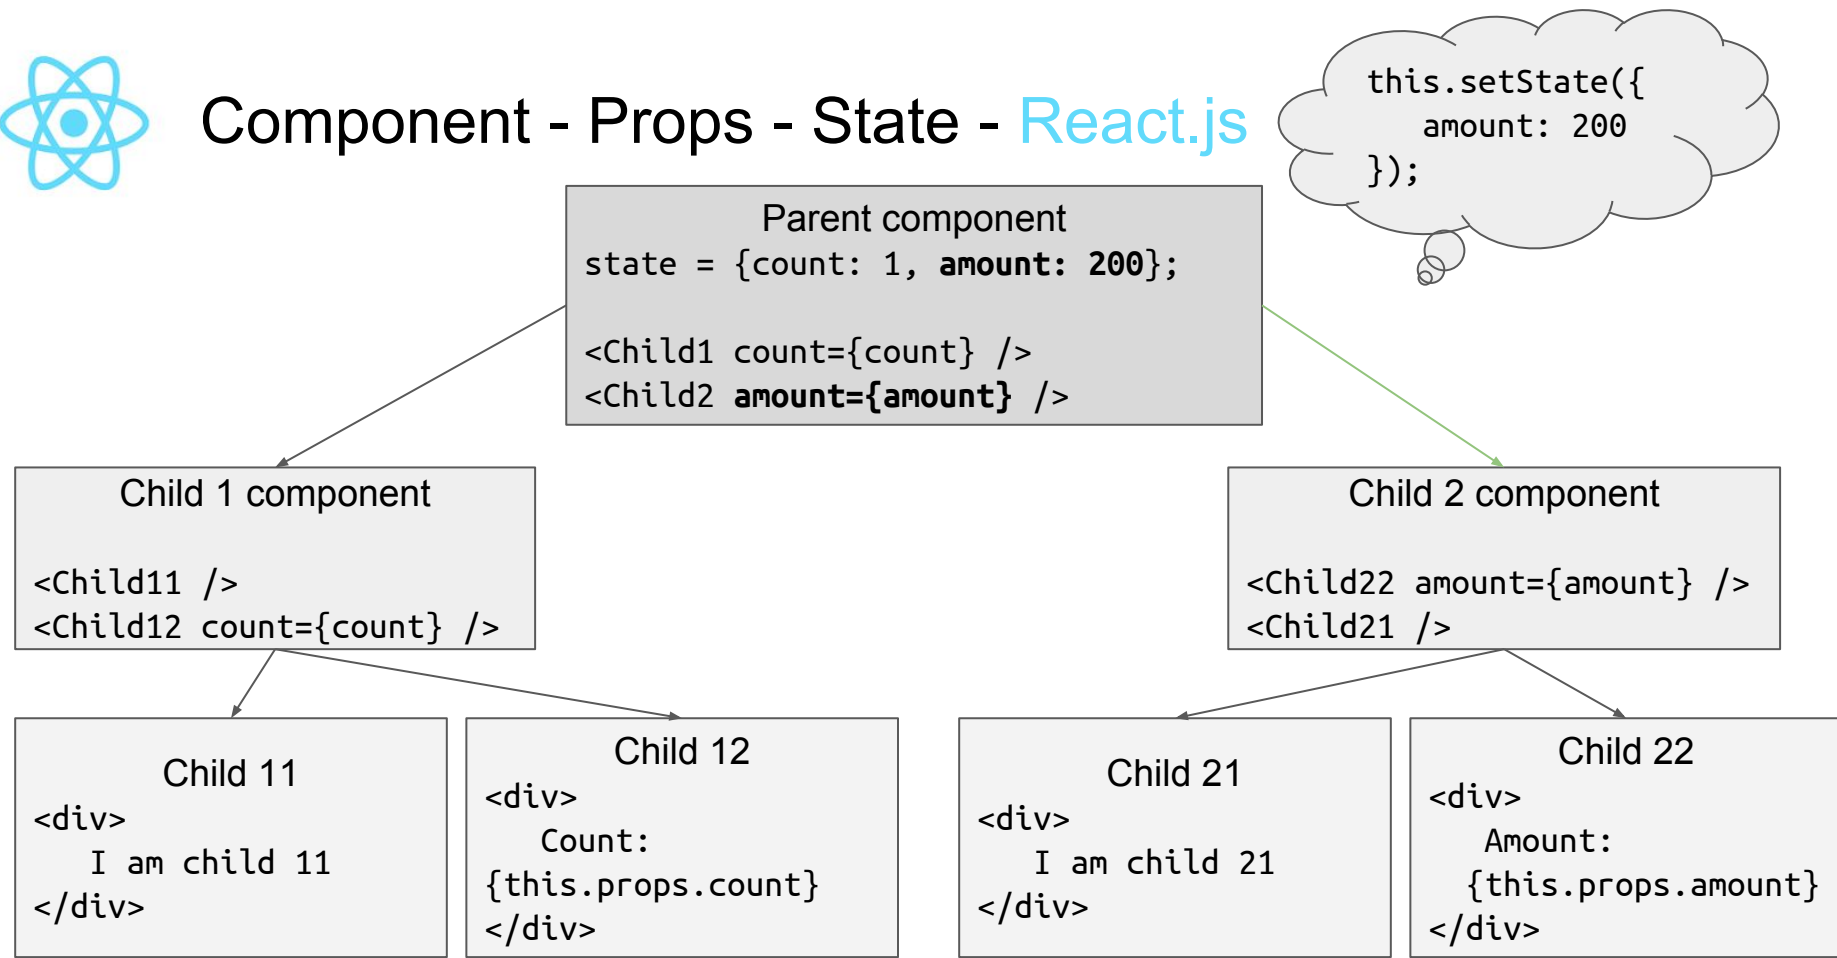 Component - Props - State - React.js
this.setState({
amount: 200
});
Parent component
state = {count: 1, amount: 200};
<Child1 count={count} />
<Child2 amount={amount} />
Child 1 component
<Child11 />
<Child12 count={count} />
Child 2 component
<Child22 amount={amount} />
<Child21 />
Child 11
<div>
I am child 11
</div>
Child 12
<div>
Count:
{this.props.count}
</div>
Child 21
<div>
I am child 21
</div>
Child 22
<div>
Amount:
{this.props.amount}
</div>